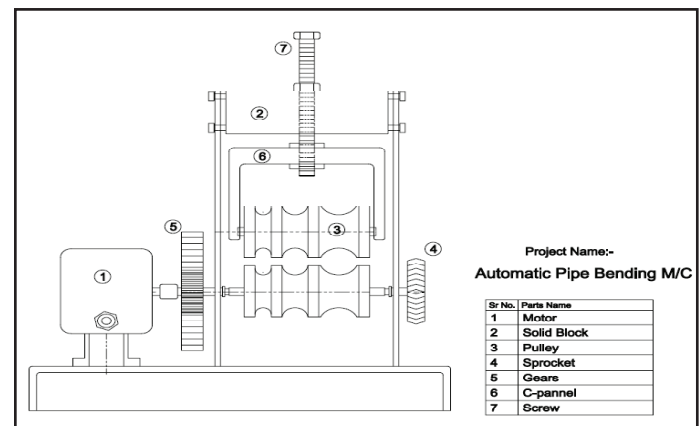 7
2
6
5
3
4
1
Project Name:-
Automatic Pipe Bending M/C
Sr No. Parts Name
1 Motor
2 Solid Block
3 Pulley
4 Sprocket
5 Gears
6 C-pannel
7 Screw